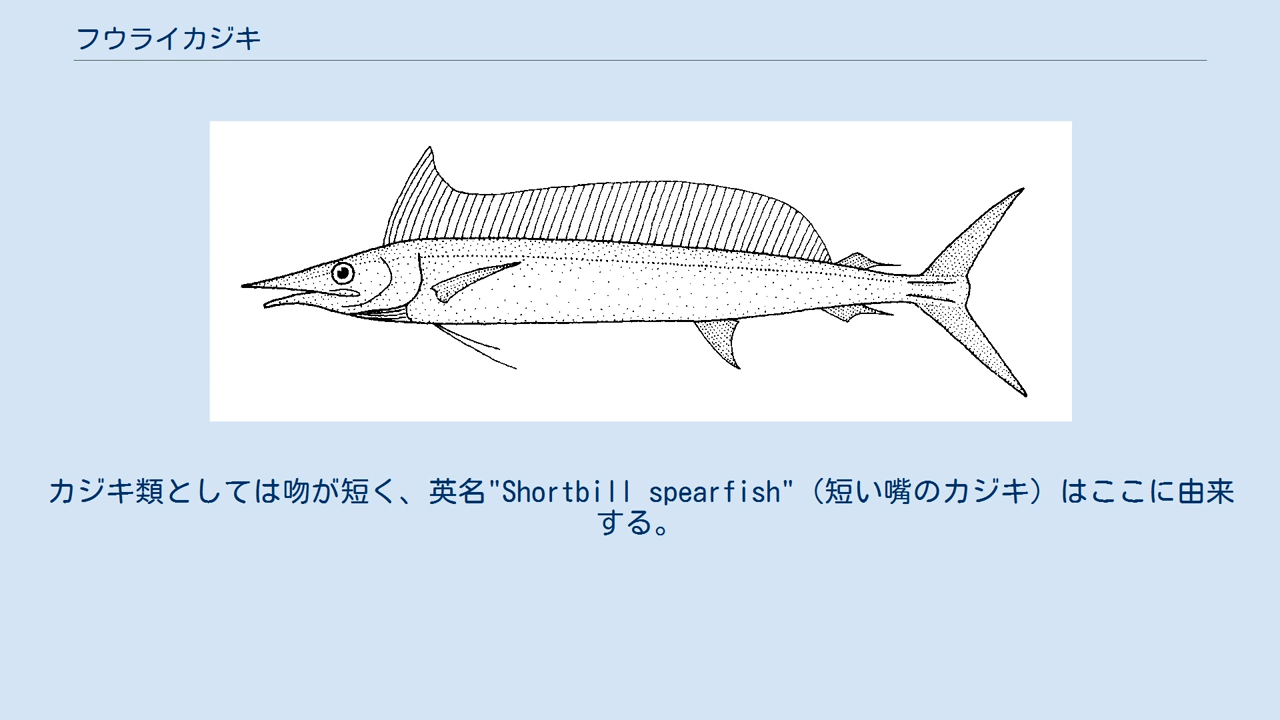 フウライカジキ
カジキ類としては吻が短く、英名"Shortbill spearfish"（短い嘴のカジキ）はここに由来
する。